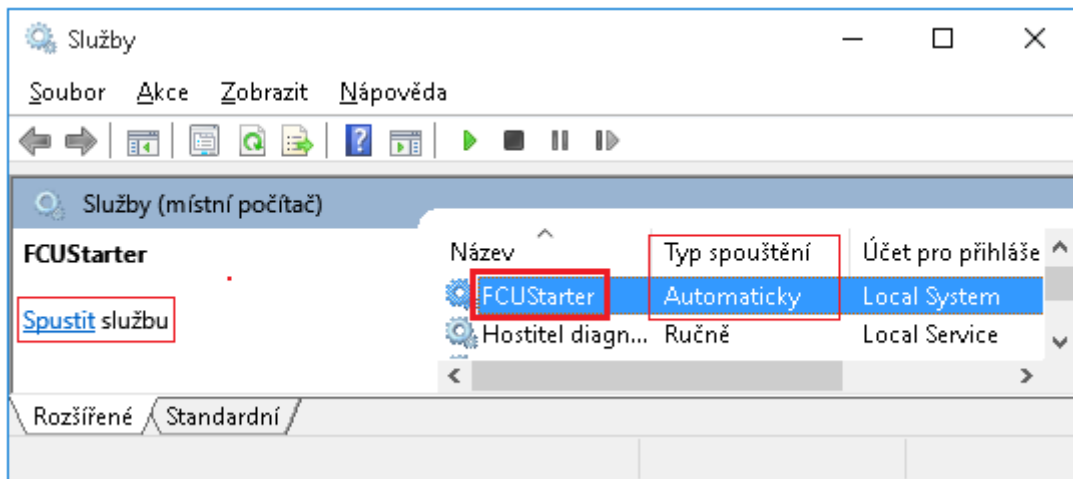 Služby
Soubor Akce Zobrazit Nápověda
Služby (místní počítač)
FCUStarter
Spustit službu
Název Typ spouštění Účet pro přihláše
FCUStarter Automaticky Local System
Hostitel diagn... Ručně Local Service
Rozšířené Standardní